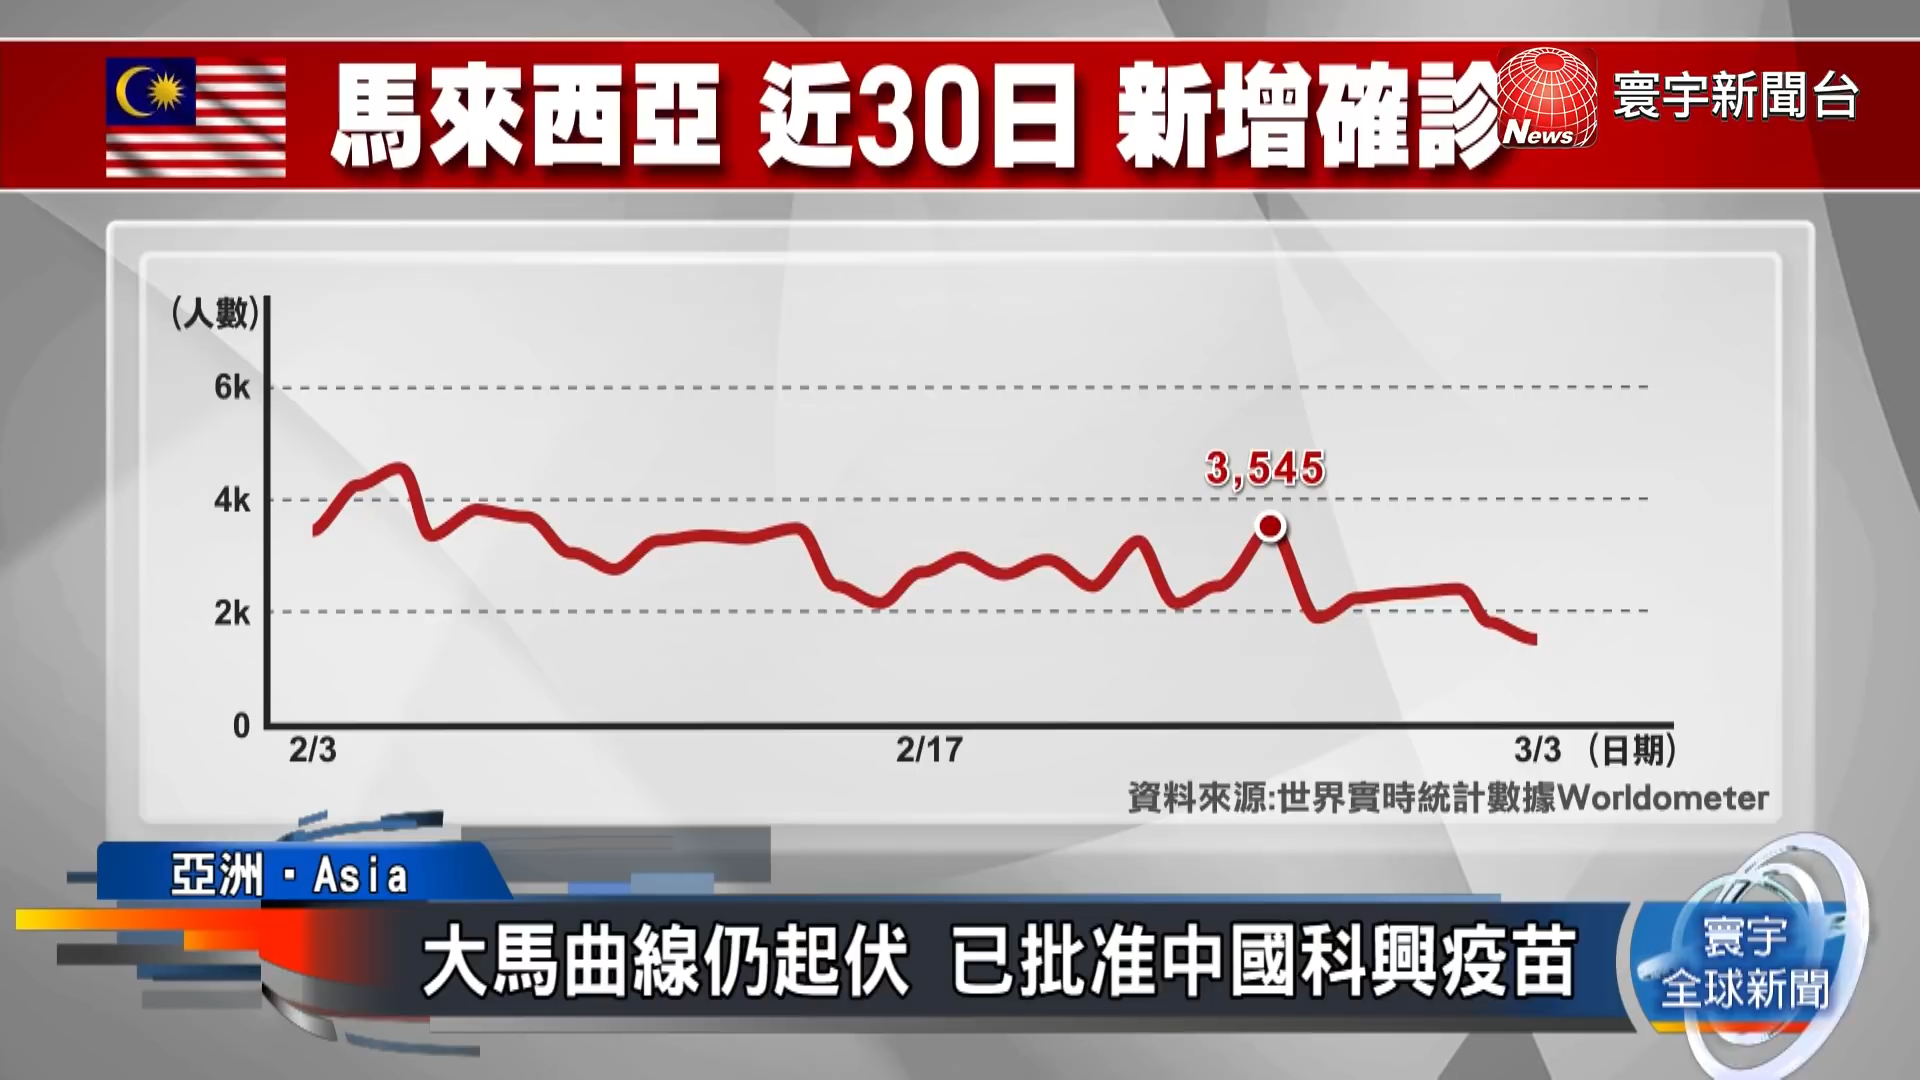 馬來西亞 近30日 新增確診
News
寰宇新聞台
(人數)
6k
4k
2k
0
3,545
2/3
2/17
3/3
(日期)
資料來源:世界實時統計數據Worldometer
亞洲·Asia
大馬曲線仍起伏 已批准中國科興疫苗
寰宇
全球新聞